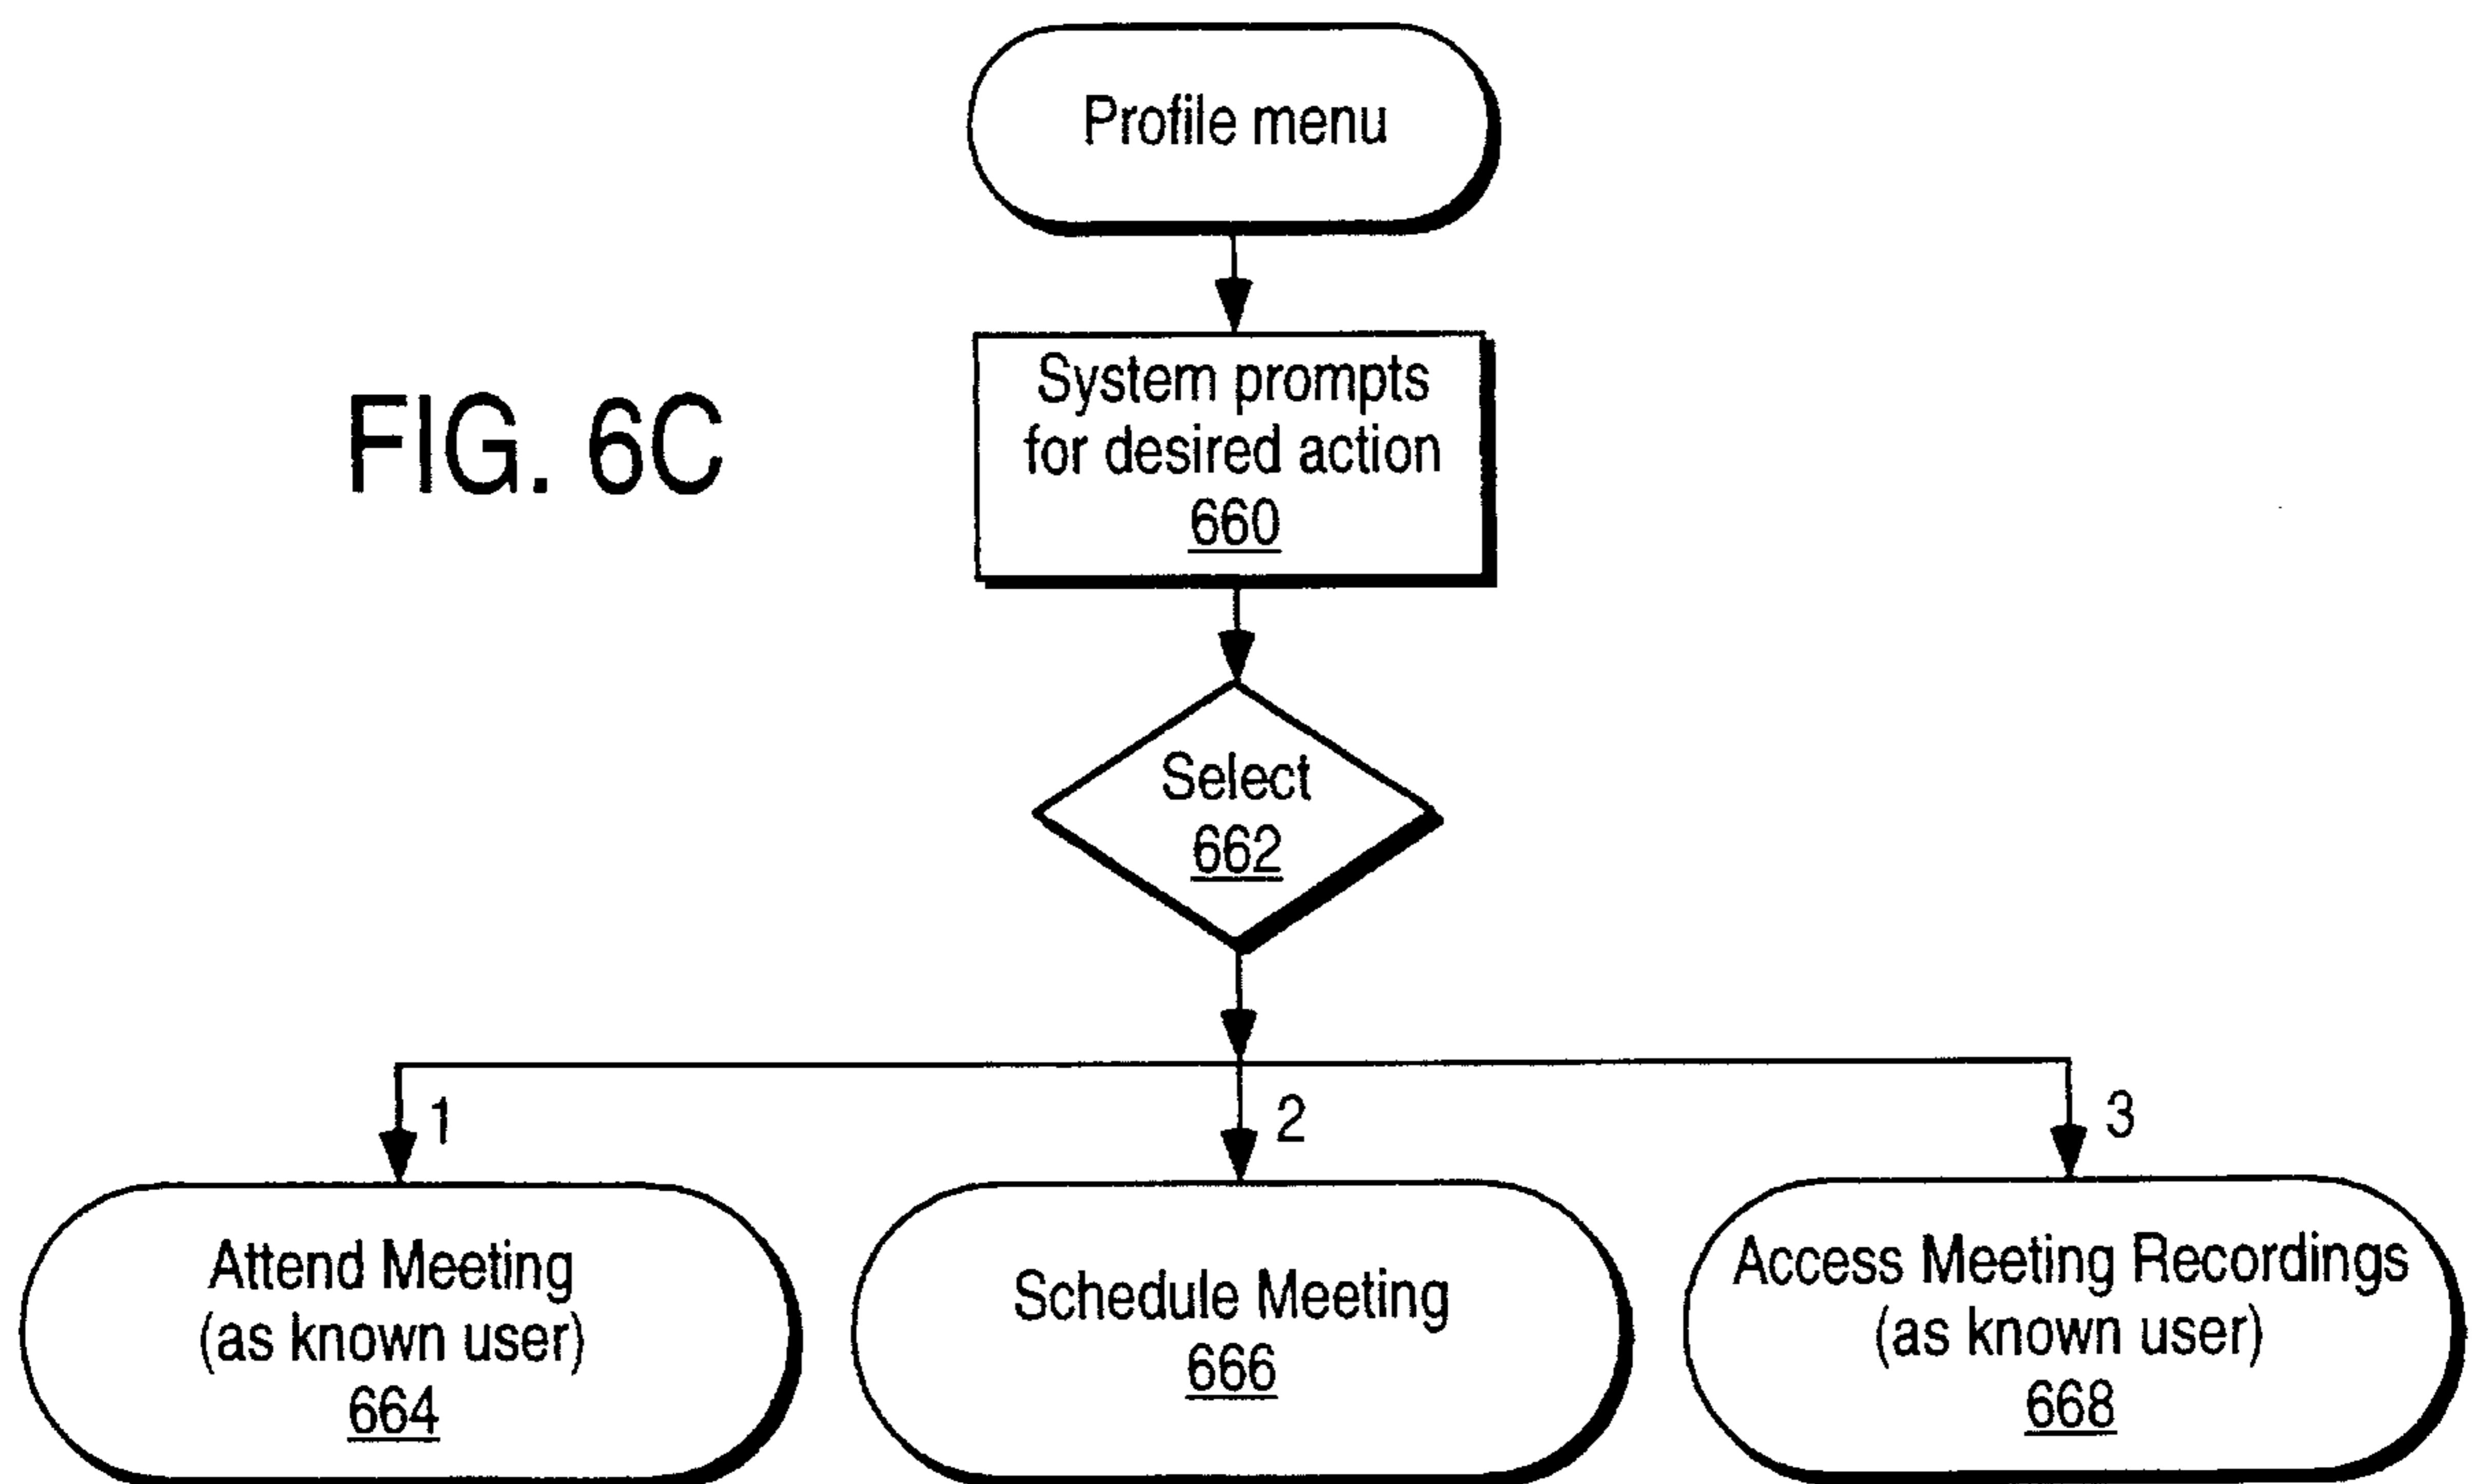 Profile menu
FIG. 6C
System prompts
for desired action
660
Select
662
1
2
3
Attend Meeting
(as known user)
664
Schedule Meeting
666
Access Meeting Recordings
(as known user)
668